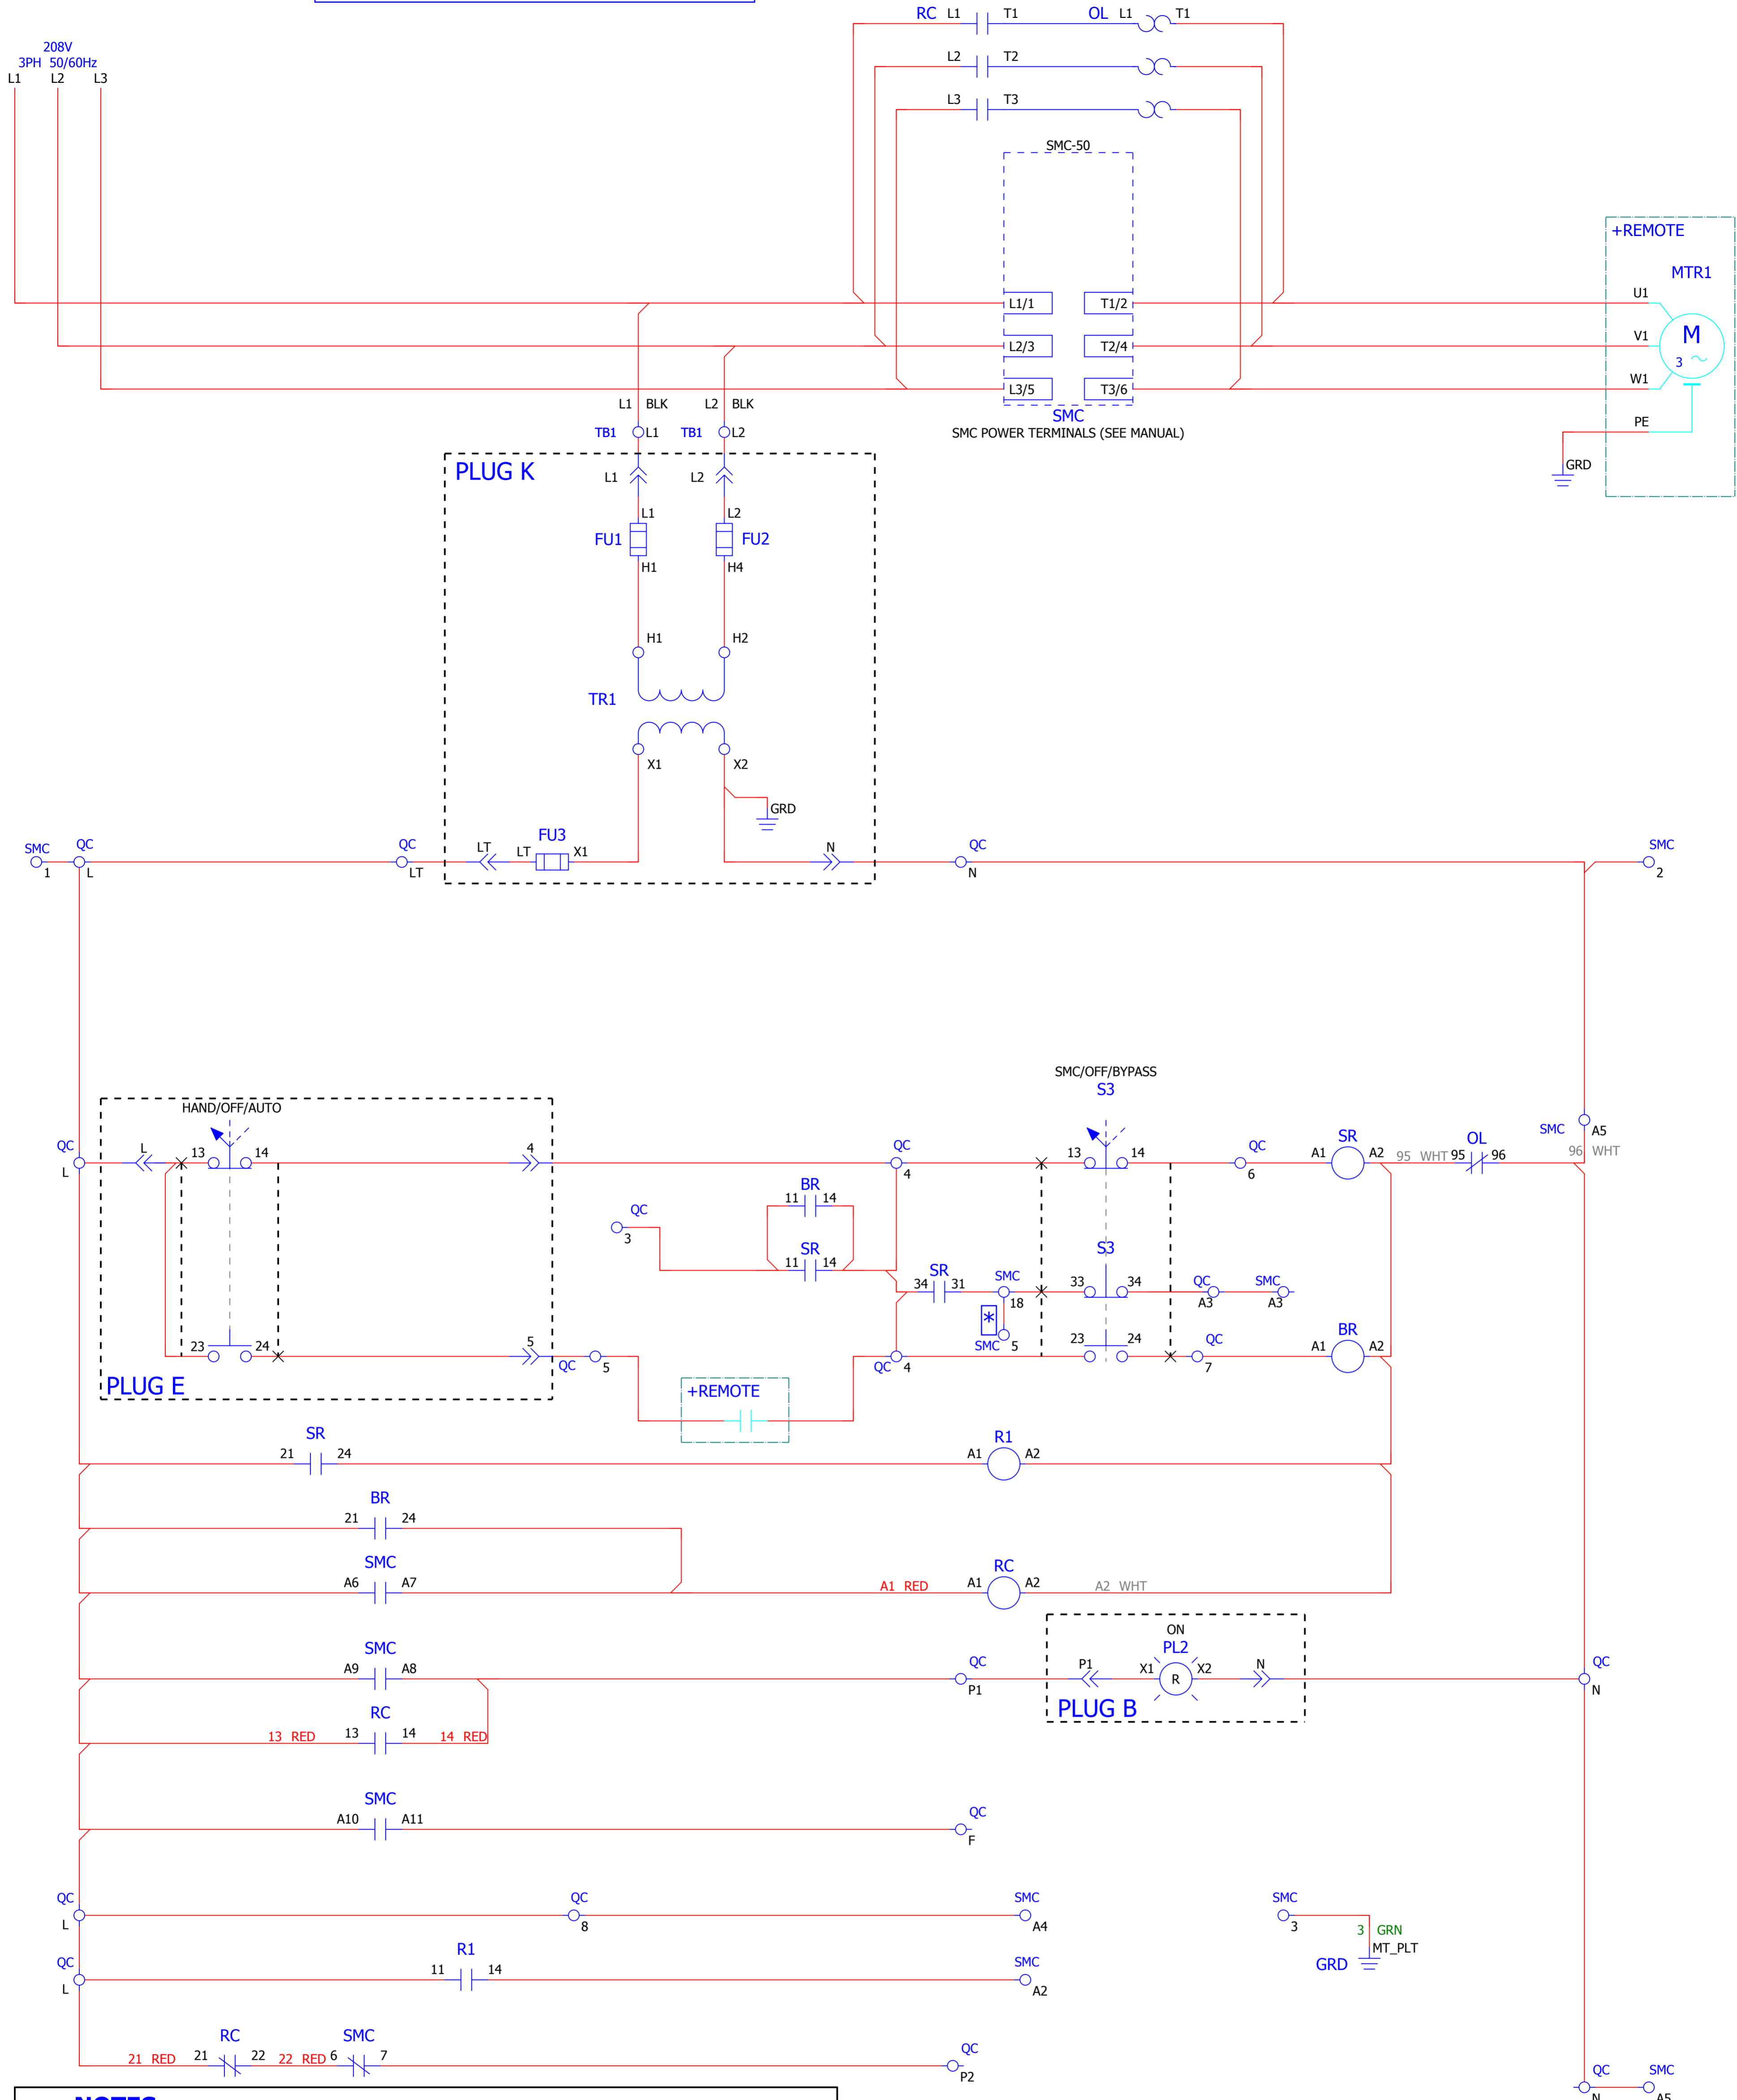 RC L1 T1 OL L1 T1
208V
3PH 50/60Hz
L1 L2 L3
L2 T2
L3 T3
SMC-50
+REMOTE
MTR1
L1/1 T1/2 U1
L2/3 T2/4 V1 M
3
L3/5 T3/6 W1
L1 BLK L2 BLK
SMC
PE
TB1 L1 TB1 L2
SMC POWER TERMINALS (SEE MANUAL)
PLUG K
L1 L2
GRD
L1 L2
FU1 FU2
H1 H4
H1 H2
TR1
X1 X2
GRD
FU3
SMC QC QC LT LT X1 N QC SMC
1 L LT N 2
SMC/OFF/BYPASS
S3
HAND/OFF/AUTO
QC L 13 14 4 QC 13 14 QC A1 SR A2 95 WHT 95 OL 96 SMC A5
96 WHT
L 4 6
BR
11 14
QC
3
SR
11 14
S3
SR
34 31 SMC 33 34 QC SMC
18 A3 A3
*
SMC 5
23 24 5 QC 5 QC 4 23 24 QC 7 A1 BR A2
PLUG E
+REMOTE
SR R1
21 24 A1 A2
BR
21 24
SMC RC
A6 A7 A1 RED A1 A2 A2 WHT
ON
SMC PL2
A9 A8 QC P1 X1 R X2 N QC
P1 N
PLUG B
RC
13 RED 13 14 14 RED
SMC
A10 A11 QC
F
QC QC SMC SMC
L 8 A4 3
3 GRN
MT_PLT
GRD
QC R1 SMC
L 11 14 A2
RC SMC
21 RED 21 22 22 RED 6 7 QC
P2
QC SMC
N A5
NOTES